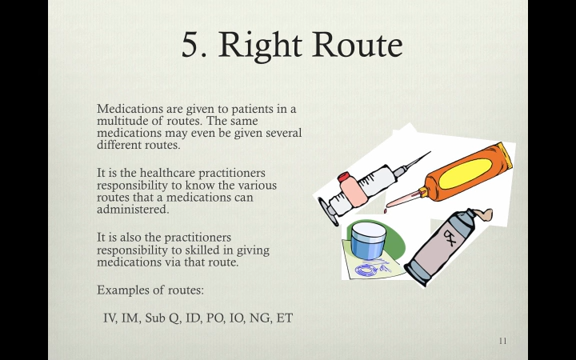 5. Right Route
Medications are given to patients in a
multitude of routes. The same
medications may even be given several
different routes.
It is the healthcare practitioners
responsibility to know the various
routes that a medications can
administered.
It is also the practitioners
responsibility to skilled in giving
medications via that route.
Examples of routes:
IV, IM, Sub Q, ID, PO, IO, NG, ET
11